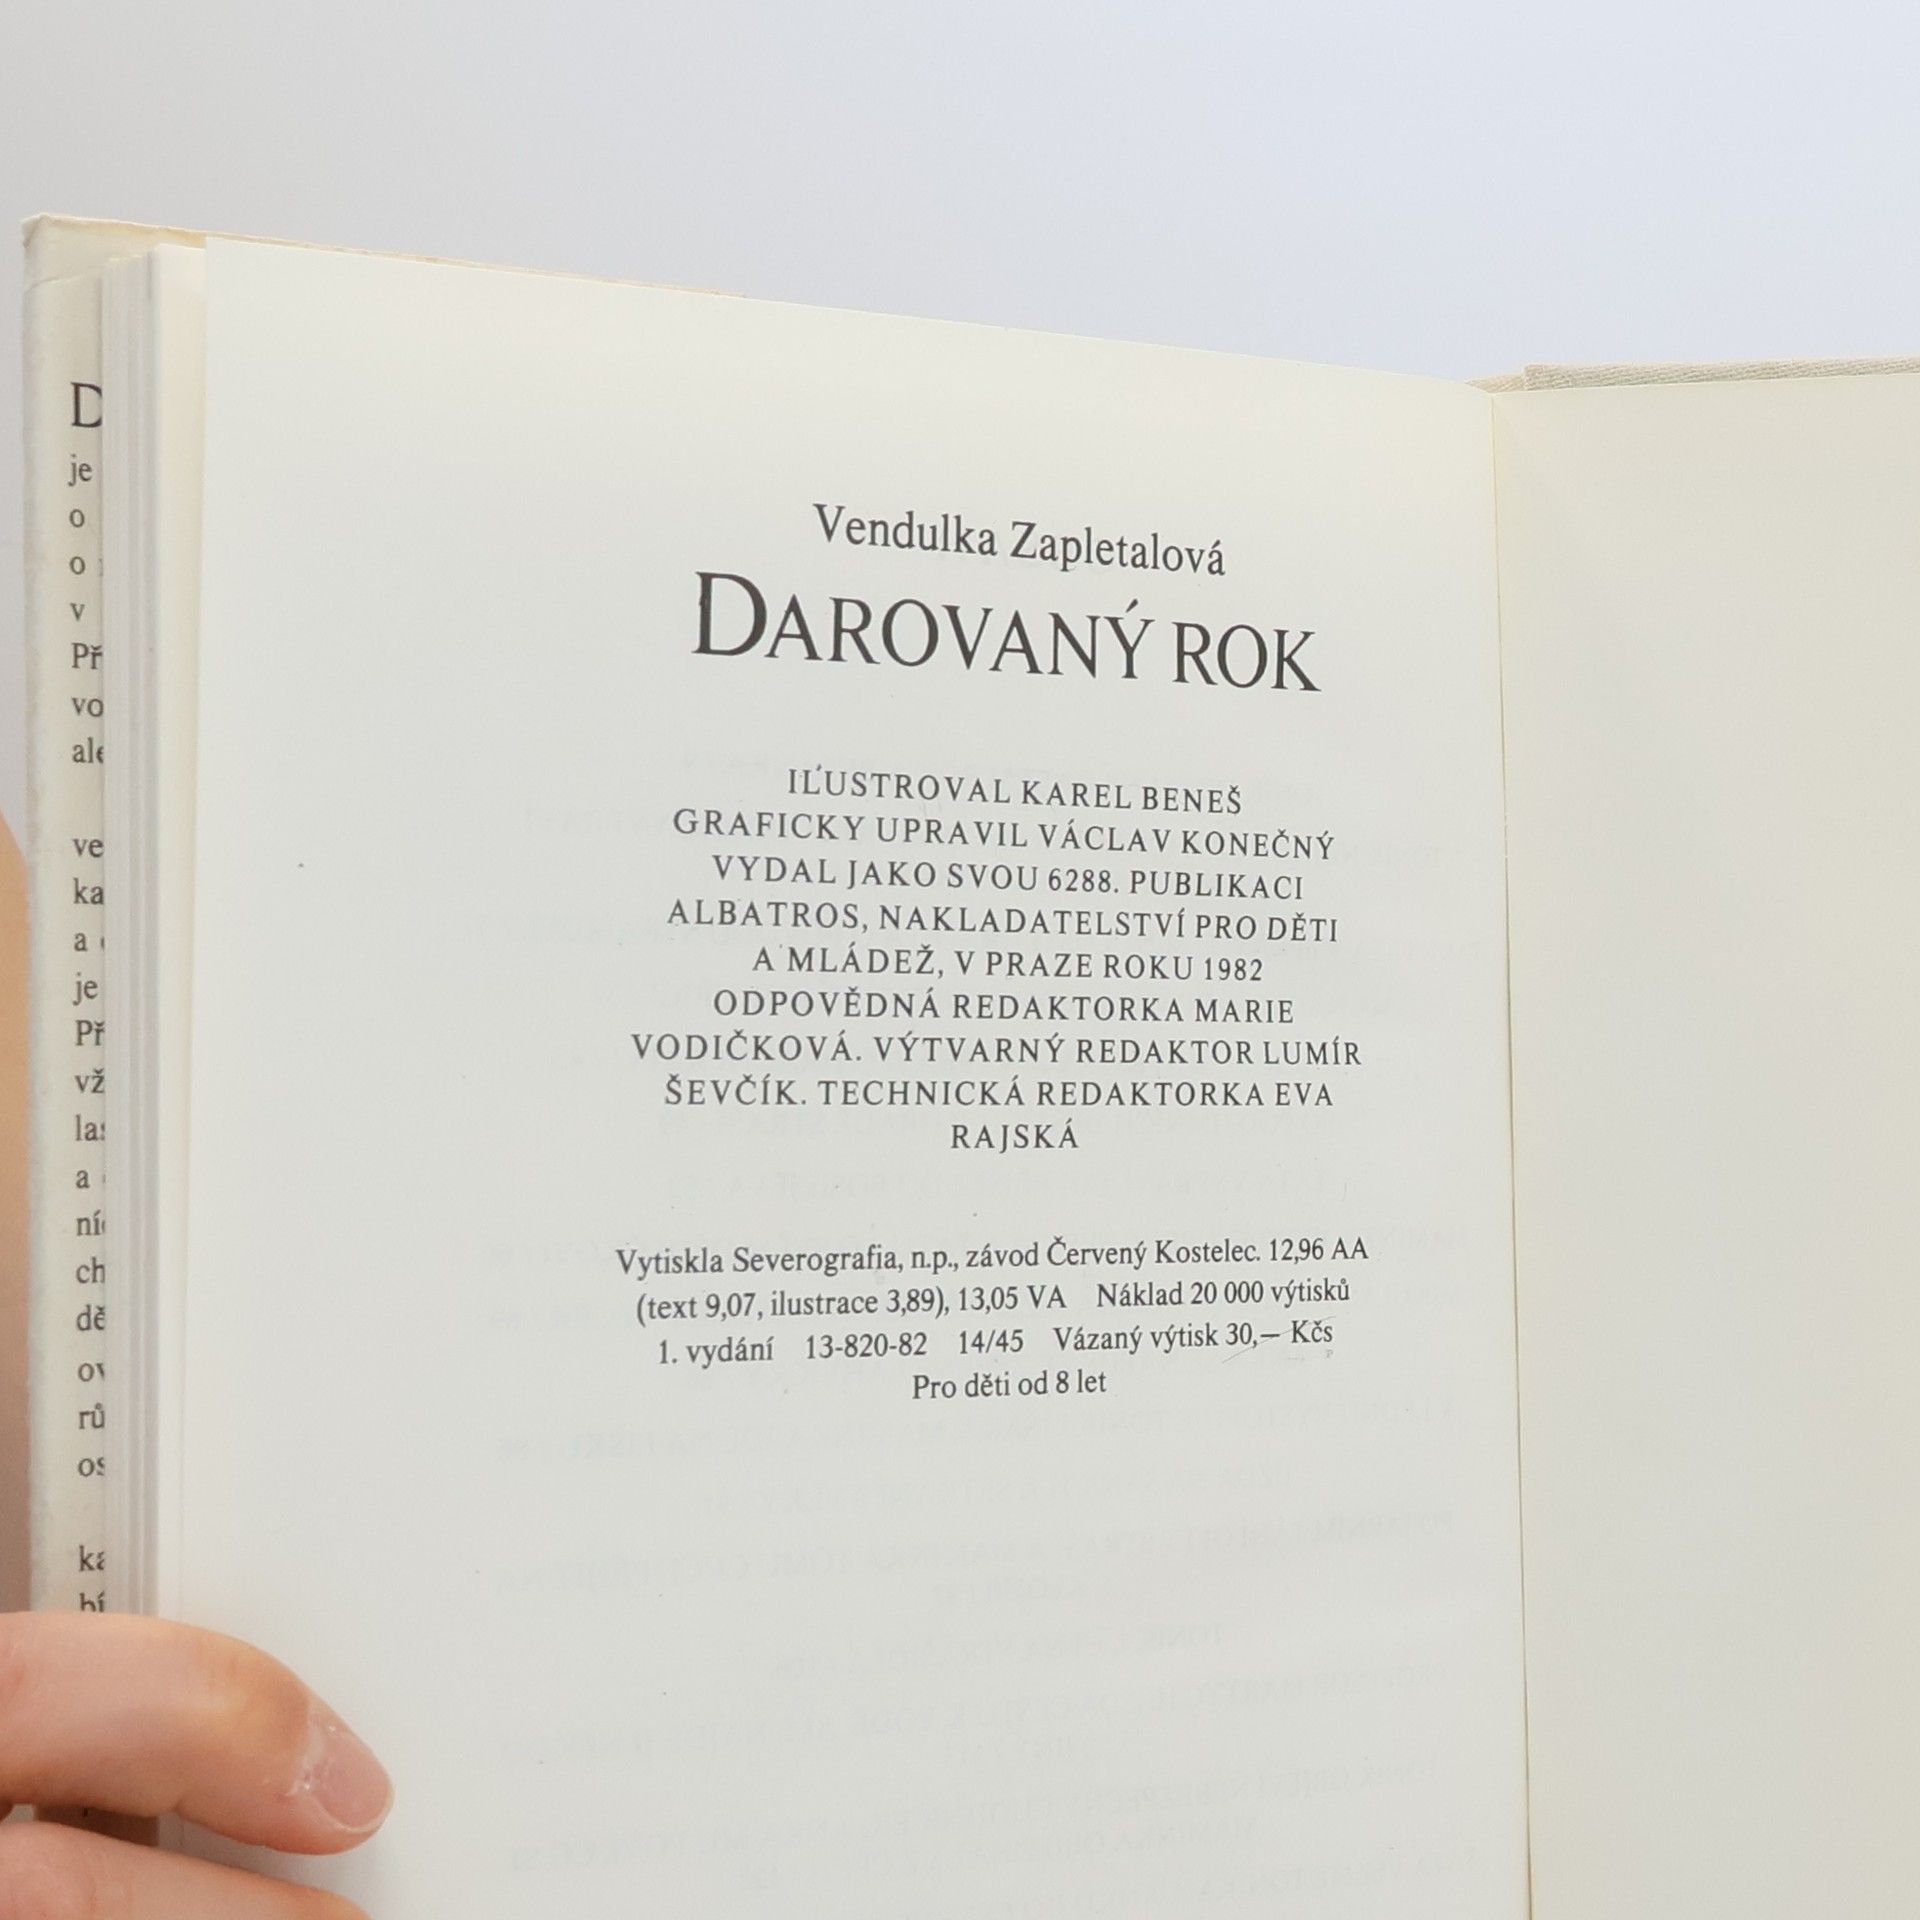 Vendulka Zapletalová
DAROVANÝ ROK
ILUSTROVAL KAREL BENEŠ
GRAFICKY UPRAVIL VÁCLAV KONEČNÝ
VYDAL JAKO SVOU 6288. PUBLIKACI
ALBATROS, NAKLADATELSTVÍ PRO DĚTI
A MLÁDEŽ, V PRAZE ROKU 1982
ODPOVĚDNÁ REDAKTORKA MARIE
VODIČKOVÁ. VÝTVARNÝ REDAKTOR LUMÍR
ŠEVČÍK. TECHNICKÁ REDAKTORKA EVA
RAJSKÁ
Vytiskla Severografia, n.p., závod Červený Kostelec. 12,96 AA
(text 9,07, ilustrace 3,89), 13,05 VA Náklad 20 000 výtisků
1. vydání 13-820-82 14/45 Vázaný výtisk 30,— Kčs
Pro děti od 8 let